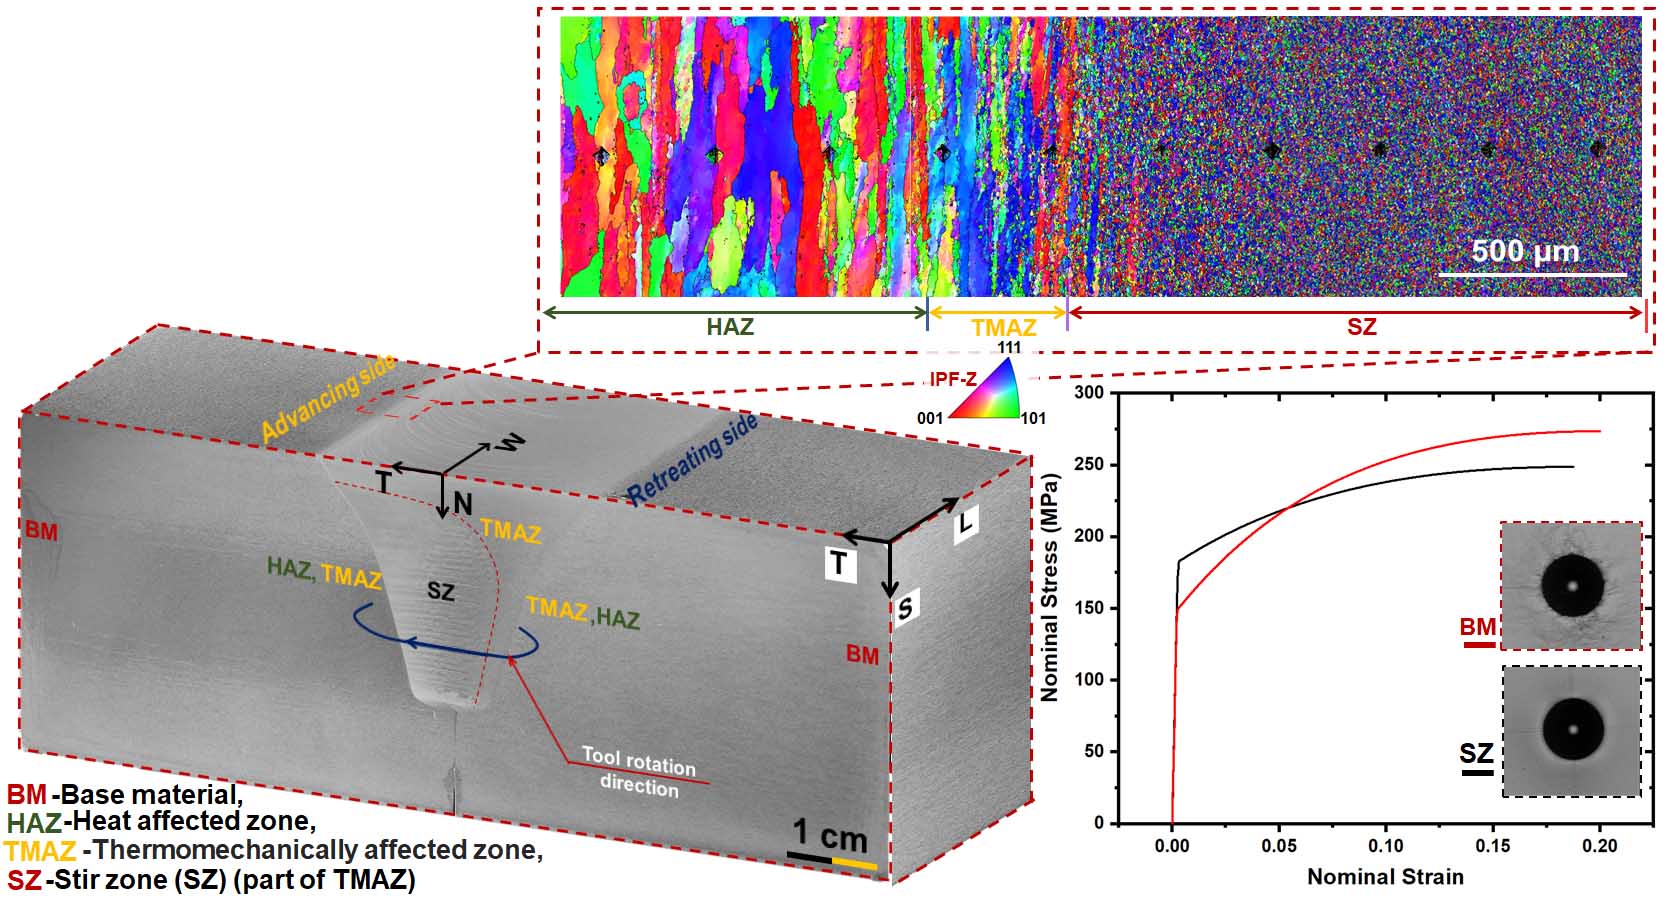 500 µm
HAZ
TMAZ
SZ
111
IPF-Z
001
101
Advancing side
Retreating side
W
T
N
BM
TMAZ
HAZ, TMAZ
SZ
TMAZ ,HAZ
BM
L
T
S
Tool rotation
direction
1 cm
BM -Base material,
HAZ-Heat affected zone,
TMAZ -Thermomechanically affected zone,
SZ -Stir zone (SZ) (part of TMAZ)
300
250
200
150
100
50
0
Nominal Stress (MPa)
BM
SZ
0.00
0.05
0.10
0.15
0.20
Nominal Strain